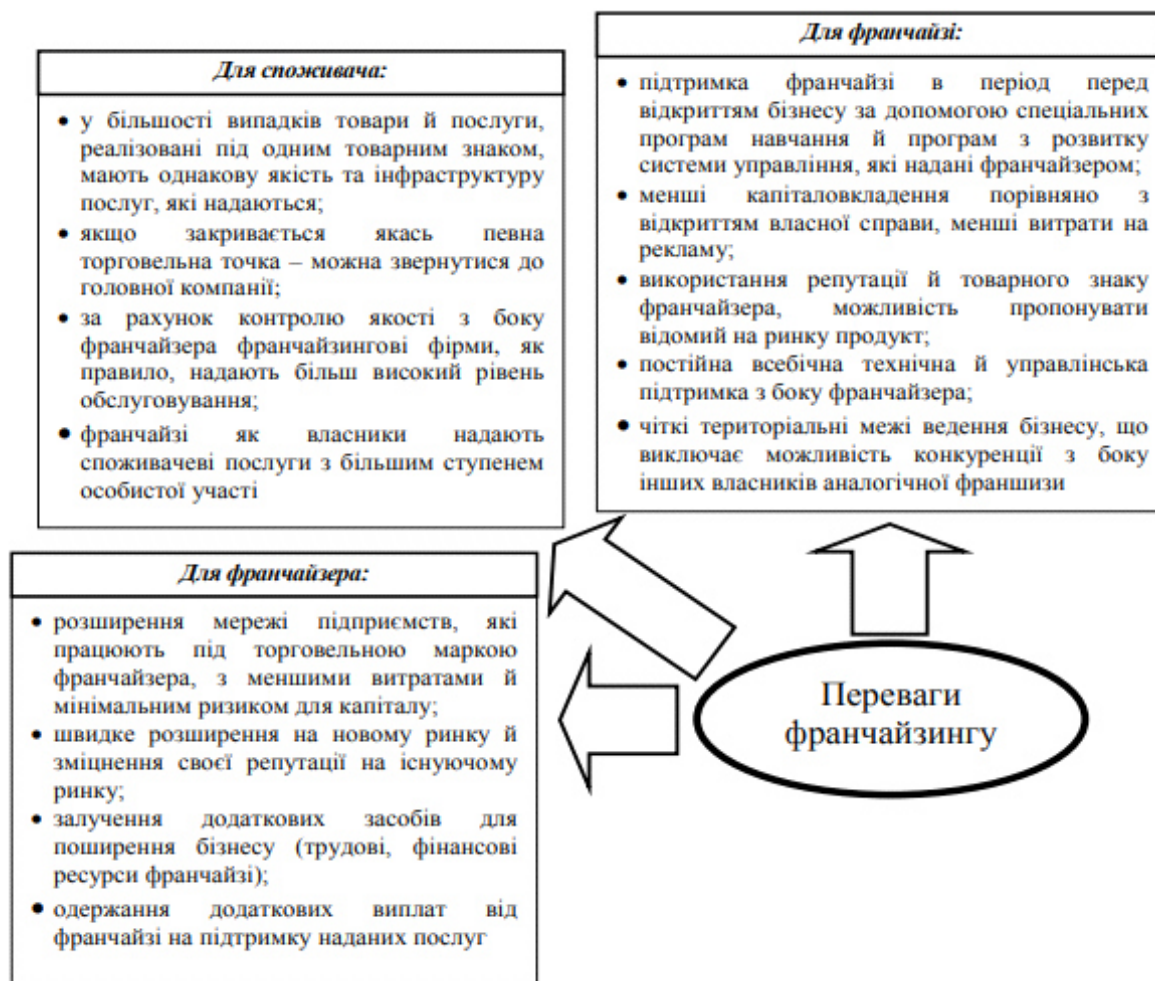 Для споживача:
• у більшості випадків товари й послуги,
реалізовані під одним товарним знаком,
мають однакову якість та інфраструктуру
послуг, які надаються;
• якщо закривається якась певна
торговельна точка – можна звернутися до
головної компанії;
• за рахунок контролю якості з боку
франчайзера франчайзингові фірми, як
правило, надають більш високий рівень
обслуговування;
• франчайзі як власники надають
споживачеві послуги з більшим ступенем
особистої участі
Для франчайзі:
• підтримка франчайзі в період перед
відкриттям бізнесу за допомогою спеціальних
програм навчання й програм з розвитку
системи управління, які надані франчайзером;
• менші капіталовкладення порівняно з
відкриттям власної справи, менші витрати на
рекламу;
• використання репутації й товарного знаку
франчайзера, можливість пропонувати
відомий на ринку продукт;
• постійна всебічна технічна й управлінська
підтримка з боку франчайзера;
• чіткі територіальні межі ведення бізнесу, що
виключає можливість конкуренції з боку
інших власників аналогічної франшизи
Для франчайзера:
• розширення мережі підприємств, які
працюють під торговельною маркою
франчайзера, з меншими витратами й
мінімальним ризиком для капіталу;
• швидке розширення на новому ринку й
зміцнення своєї репутації на існуючому
ринку;
• залучення додаткових засобів для
поширення бізнесу (трудові, фінансові
ресурси франчайзі);
• одержання додаткових виплат від
франчайзі на підтримку наданих послуг
Переваги
франчайзингу